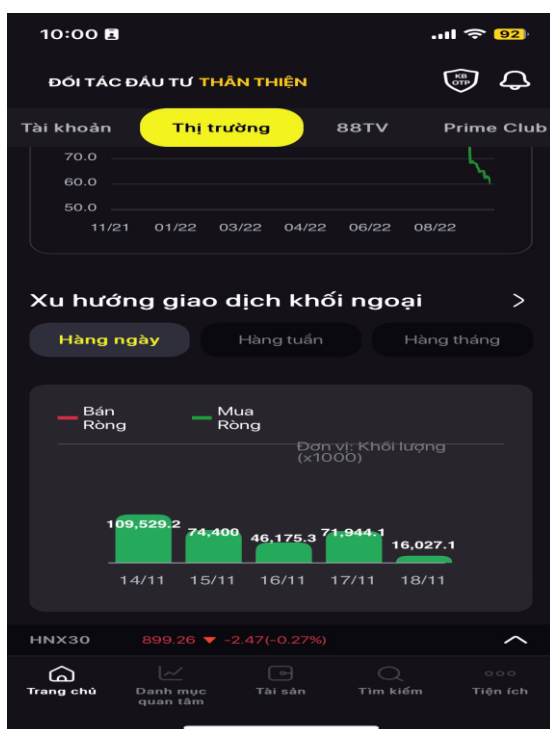 10:00
92
ĐỐI TÁC ĐẦU TƯ THÂN THIỆN
KB
OTP
Tài khoản Thị trường 88TV Prime Club
70.0
60.0
50.0
11/21 01/22 03/22 04/22 06/22 08/22
Xu hướng giao dịch khối ngoại >
Hàng ngày Hàng tuần Hàng tháng
Bán Mua
Ròng Ròng
Đơn vị: Khối lượng
(x1000)
109,529.2 74,400 46,175.3 71,944.1 16,027.1
14/11 15/11 16/11 17/11 18/11
HNX30 899.26 ▼ -2.47(-0.27%)
Trang chủ Danh mục Tài sản Tìm kiếm Tiện ích
quan tâm